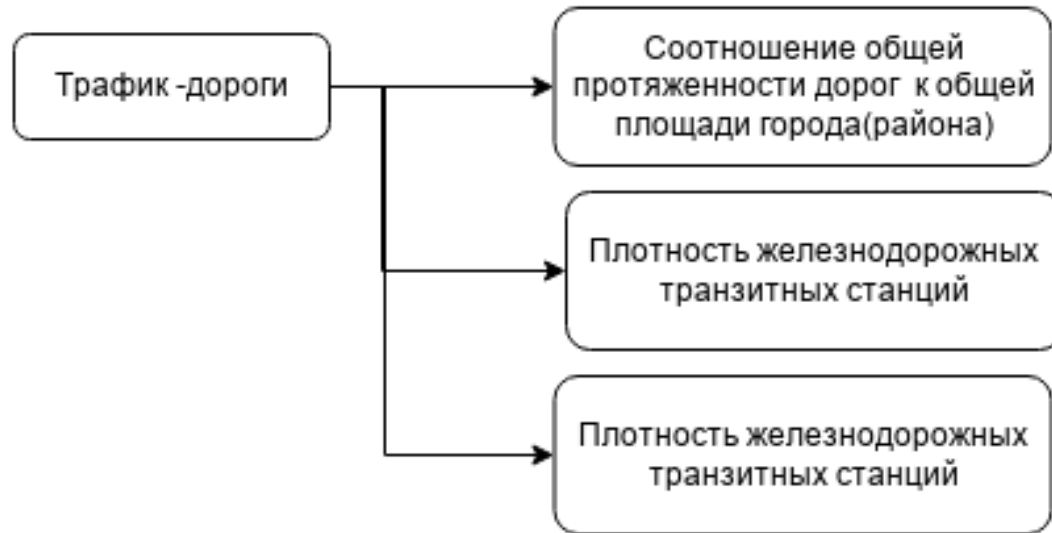 Трафик -дороги
Соотношение общей
протяженности дорог к общей
площади города(района)
Плотность железнодорожных
транзитных станций
Плотность железнодорожных
транзитных станций